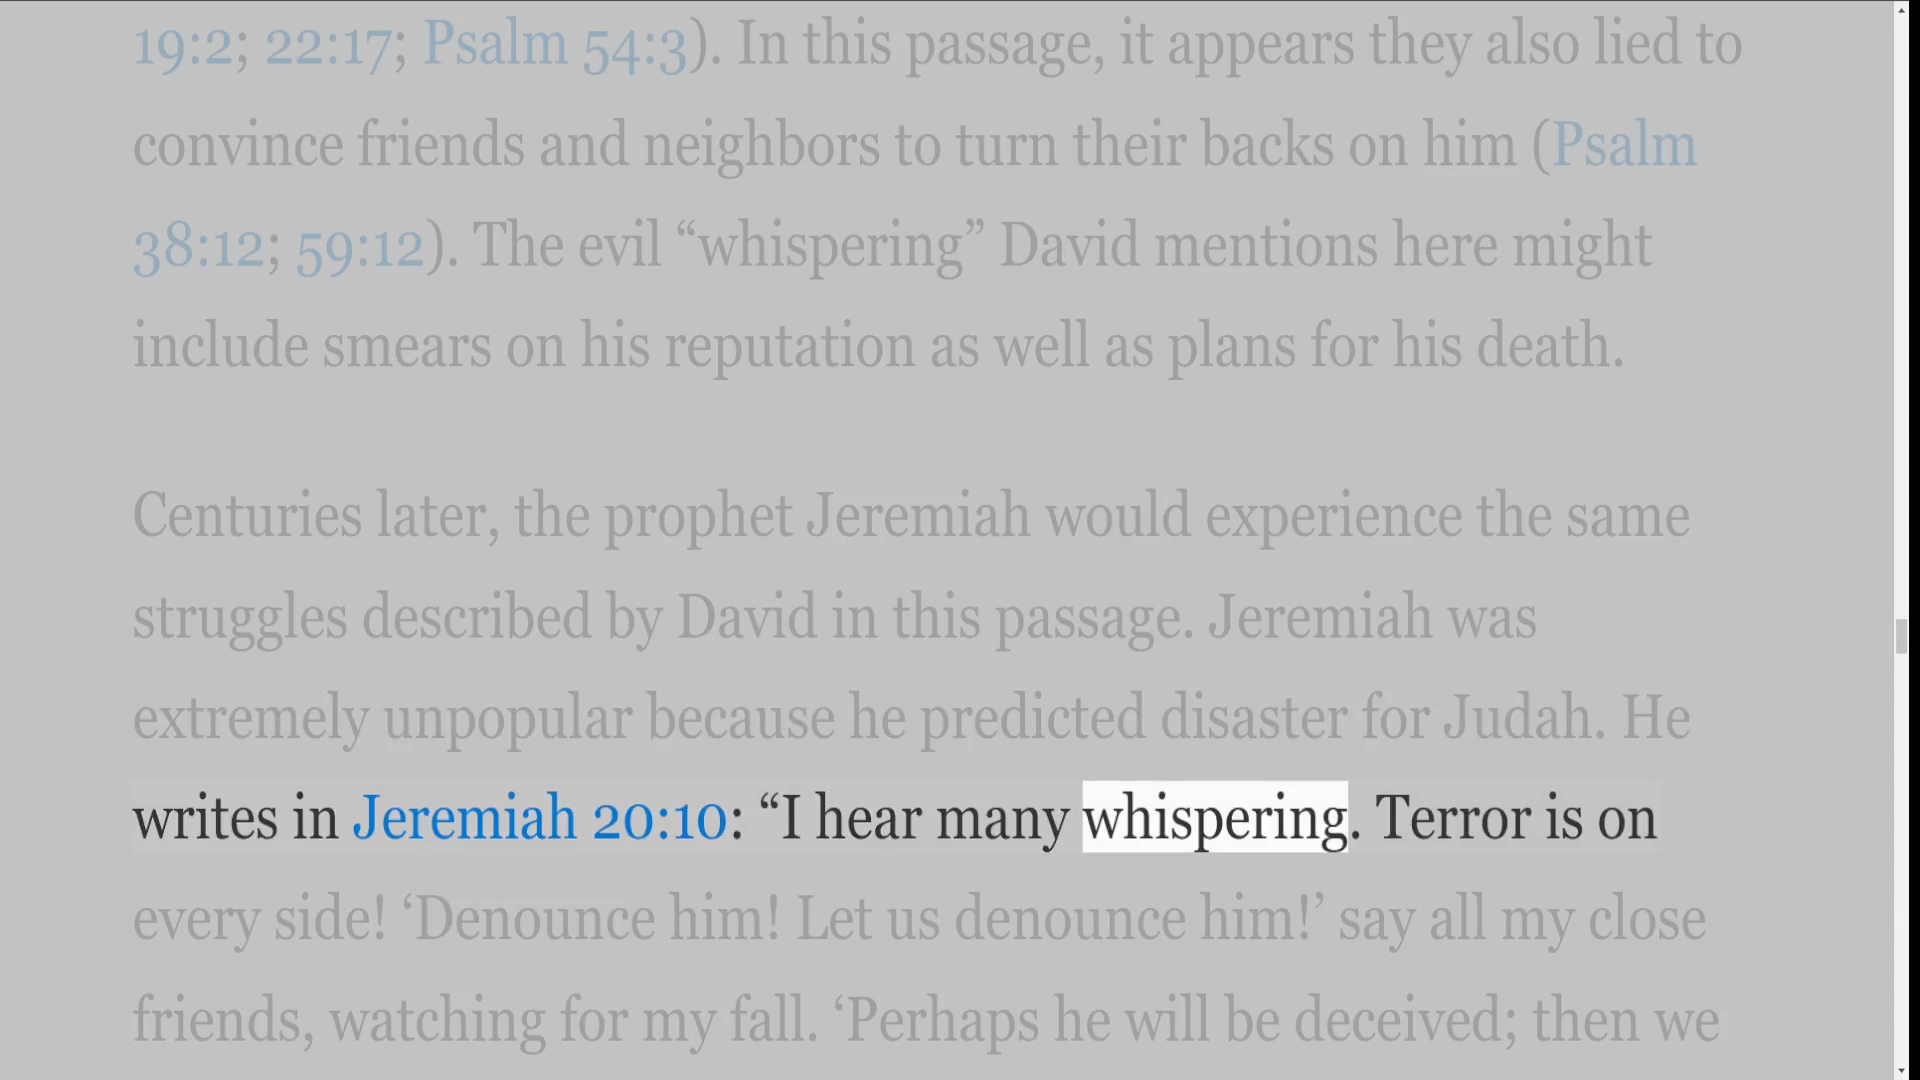 19:2; 22:17; Psalm 54:3). In this passage, it appears they also lied to
convince friends and neighbors to turn their backs on him (Psalm
38:12; 59:12). The evil “whispering” David mentions here might
include smears on his reputation as well as plans for his death.
Centuries later, the prophet Jeremiah would experience the same
struggles described by David in this passage. Jeremiah was
extremely unpopular because he predicted disaster for Judah. He
writes in Jeremiah 20:10: “I hear many whispering. Terror is on
every side! ‘Denounce him! Let us denounce him!’ say all my close
friends, watching for my fall. ‘Perhaps he will be deceived; then we